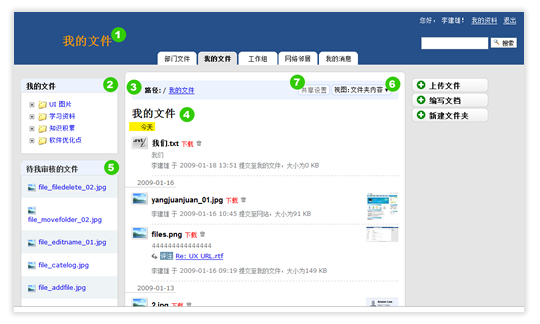 您好，李建雄！ 我的资料 退出
我的文件 1
搜索
部门文件 我的文件 工作组 网络邻居 我的消息
我的文件 2
UI 图片
学习资料
知识积累
软件优化点
待我审核的文件 5
file_filedelete_02.jpg
file_movefolder_02.jpg
file_editname_01.jpg
file_catelog.jpg
file_addfile.jpg
3 路径: / 我的文件
7 共享设置 视图:文件夹内容 6
我的文件 4
今天
我们.txt 下载
我们
李建雄 于 2009-01-18 13:51 提交至我的文件，大小为0 KB
2009-01-16
yangjuanjuan_01.jpg 下载
李建雄 于 2009-01-16 10:45 提交至网站，大小为91 KB
files.png 下载
444444444444444
Re: UX URL.rtf
李建雄 于 2009-01-16 09:19 提交至我的文件，大小为149 KB
2009-01-13
2.jpg 下载
上传文件
编写文档
新建文件夹